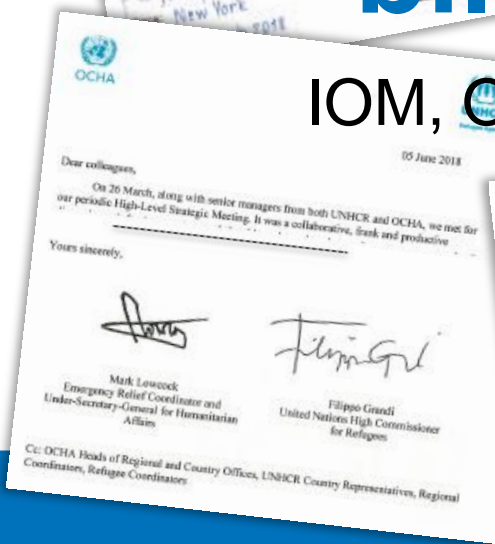 New York
OCHA
IOM,
05 June 2018
Dear colleagues,
On 26 March, along with senior managers from both UNHCR and OCHA, we met for
our periodic High-Level Strategic Meeting. It was a collaborative, frank and productive
Yours sincerely,
Mark Lowcock
Emergency Relief Coordinator and
Under-Secretary-General for Humanitarian
Affairs
Filippo Grandi
United Nations High Commissioner
for Refugees
Cc: OCHA Heads of Regional and Country Offices, UNHCR Country Representatives, Regional
Coordinators, Refugee Coordinators